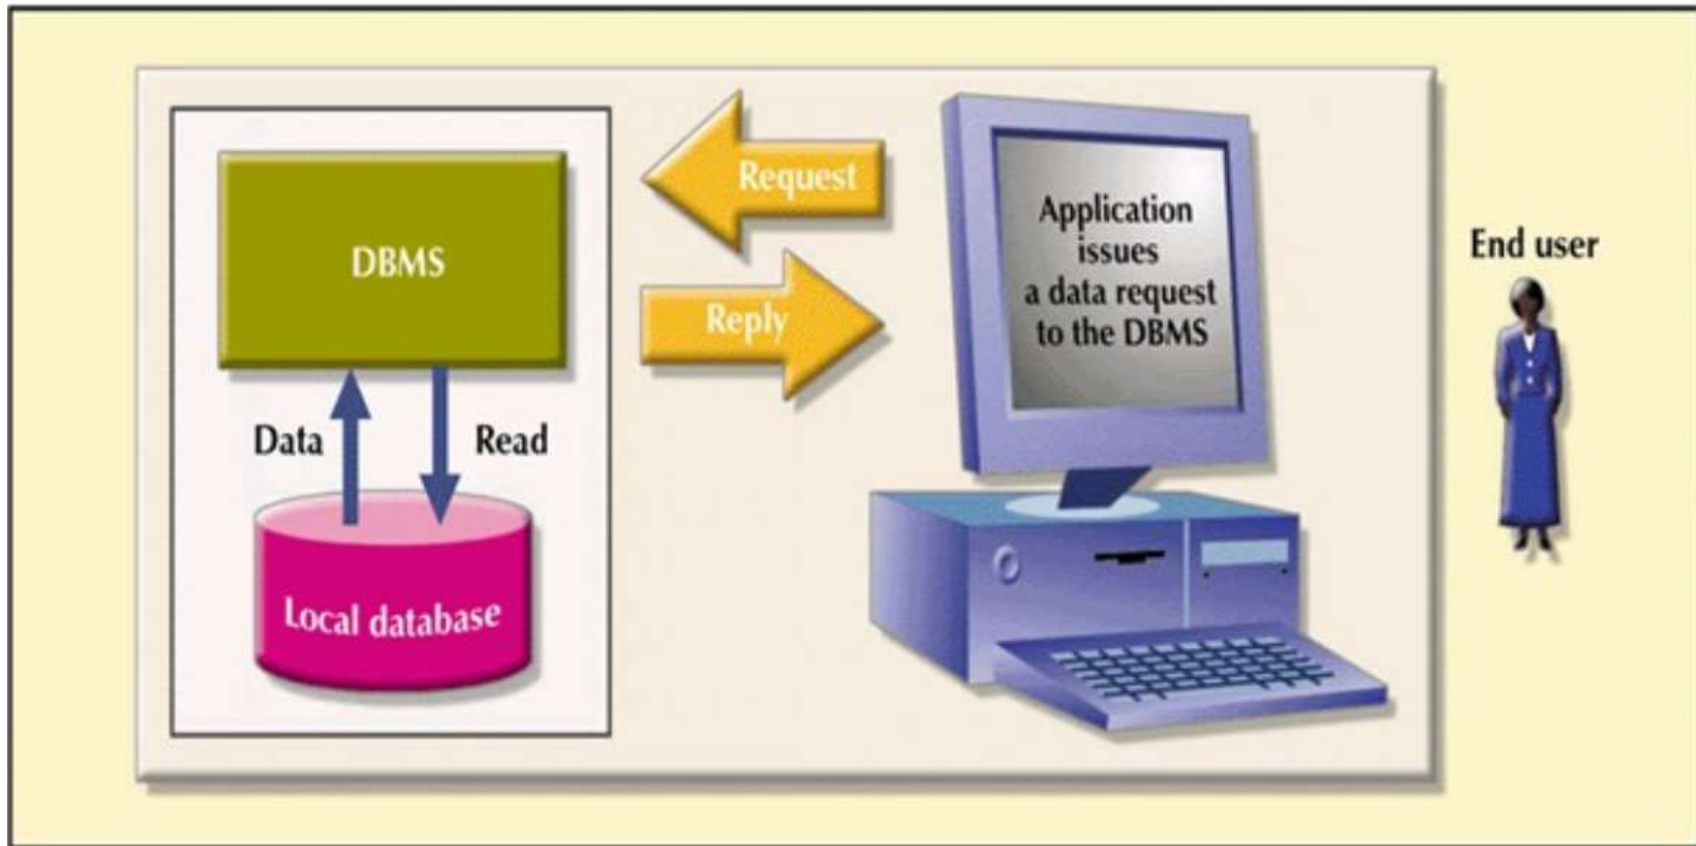 DBMS
Data
Read
Local database
Request
Reply
Application
issues
a data request
to the DBMS
End user